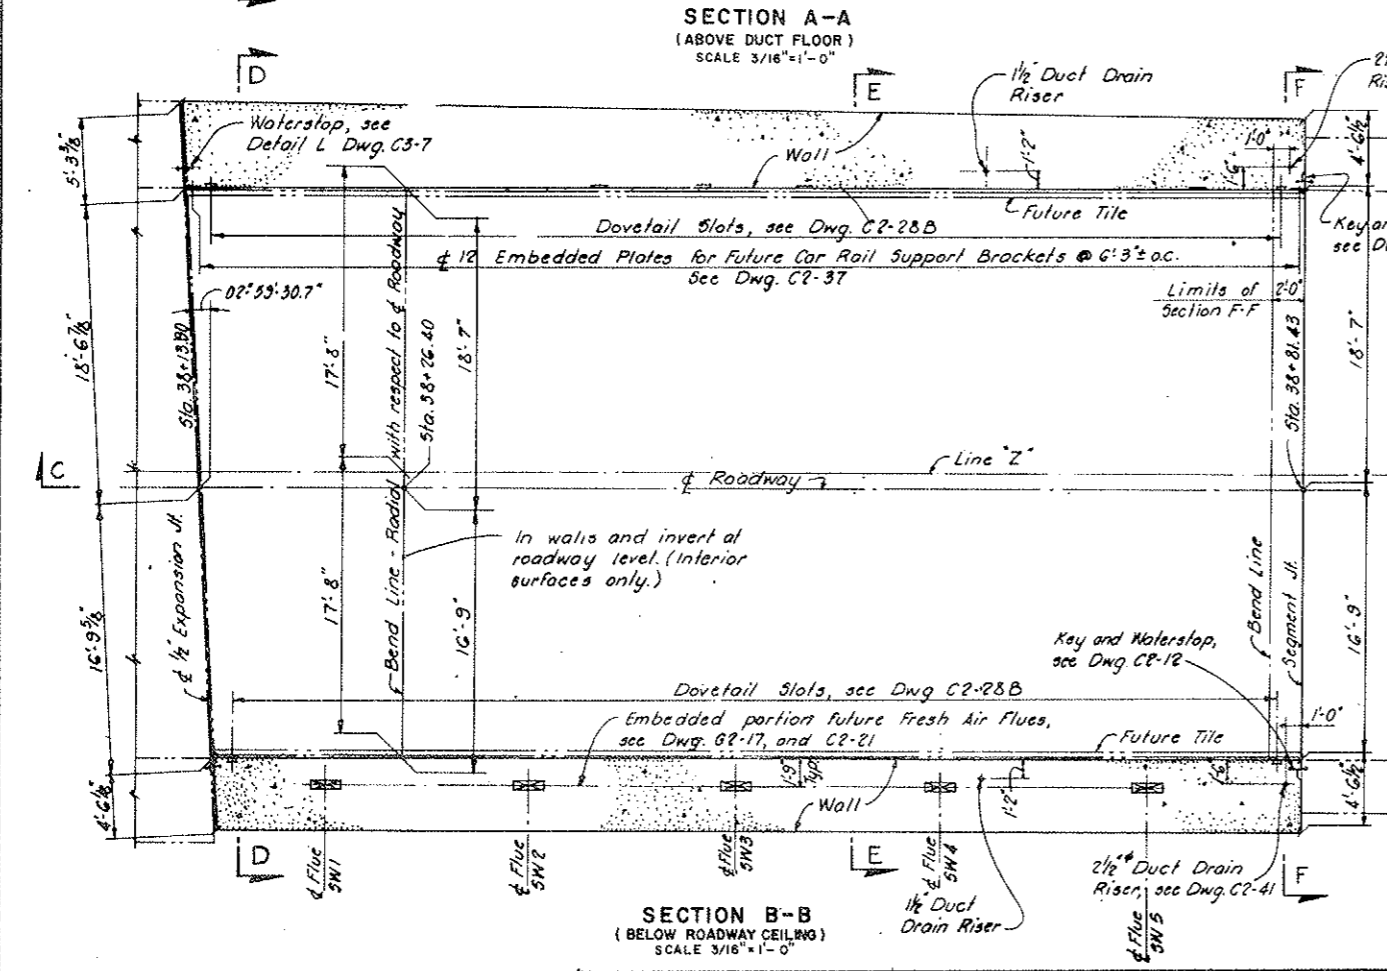 SECTION A-A
(ABOVE DUCT FLOOR)
SCALE 3/16"=1'-0"
D
E
F
1½" Duct Drain
Riser
Waterstop, see
Detail L Dwg. C3-7
5'-3⅜"
Wall
1'-2"
1'-0"
4'-6½"
Future Tile
Dovetail Slots, see Dwg. C2-28B
℄ 12 Embedded Plates for Future Car Rail Support Brackets @ 6'-3"± o.c.
See Dwg. C2-37
02°-59'-30.7"
Limits of
Section F-F
2'-0"
18'-6⅞"
Sta. 38+13.90
17'-8"
Bend Line - Radial with respect to ℄ Roadway
Sta. 38+26.40
18'-7"
Sta. 38+81.43
18'-7"
C
Line "Z"
℄ Roadway
In walls and invert at
roadway level. (Interior
surfaces only.)
16'-9⅝"
℄ ½" Expansion Jt.
17'-8"
16'-9"
Bend Line
Segment Jt.
16'-9"
Key and Waterstop,
see Dwg. C2-12
Dovetail Slots, see Dwg C2-28B
1'-0"
Embedded portion future Fresh Air Flues,
see Dwg. G2-17, and C2-21
Future Tile
4'-6⅛"
1'-9"
Typ.
Wall
1'-2"
4'-6½"
D
℄ Flue
SW1
℄ Flue
SW2
℄ Flue
SW3
E
℄ Flue
SW4
1½" Duct
Drain Riser
2½"ᶲ Duct Drain
Riser, see Dwg. C2-41
℄ Flue
SW5
F
SECTION B-B
(BELOW ROADWAY CEILING)
SCALE 3/16"=1'-0"